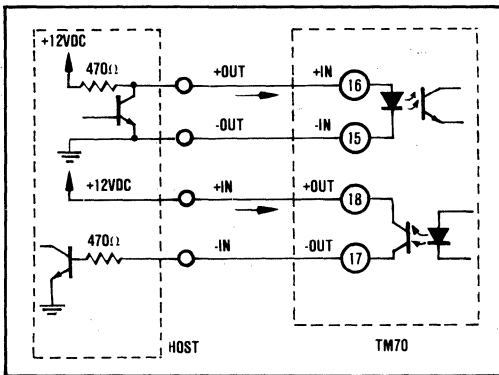 +12VDC
470Ω
+OUT
+IN
16
-OUT
-IN
15
+12VDC
+IN
+OUT
18
470Ω
-IN
-OUT
17
HOST
TM70